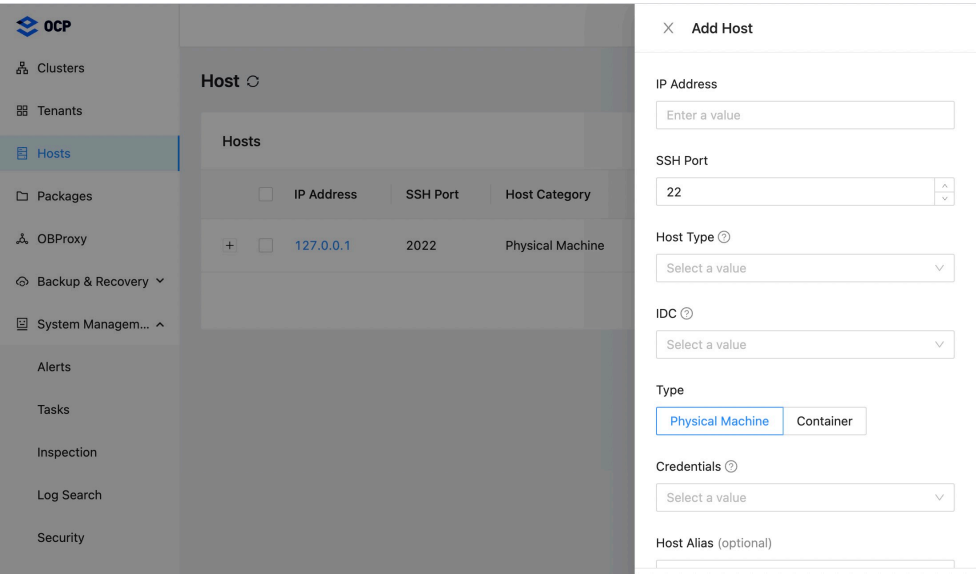 OCP
Clusters
Tenants
Hosts
Packages
OBProxy
Backup & Recovery
System Managem...
Alerts
Tasks
Inspection
Log Search
Security
Host
Hosts
IP Address SSH Port Host Category
+ 127.0.0.1 2022 Physical Machine
Add Host
IP Address
Enter a value
SSH Port
22
Host Type
Select a value
IDC
Select a value
Type
Physical Machine Container
Credentials
Select a value
Host Alias (optional)